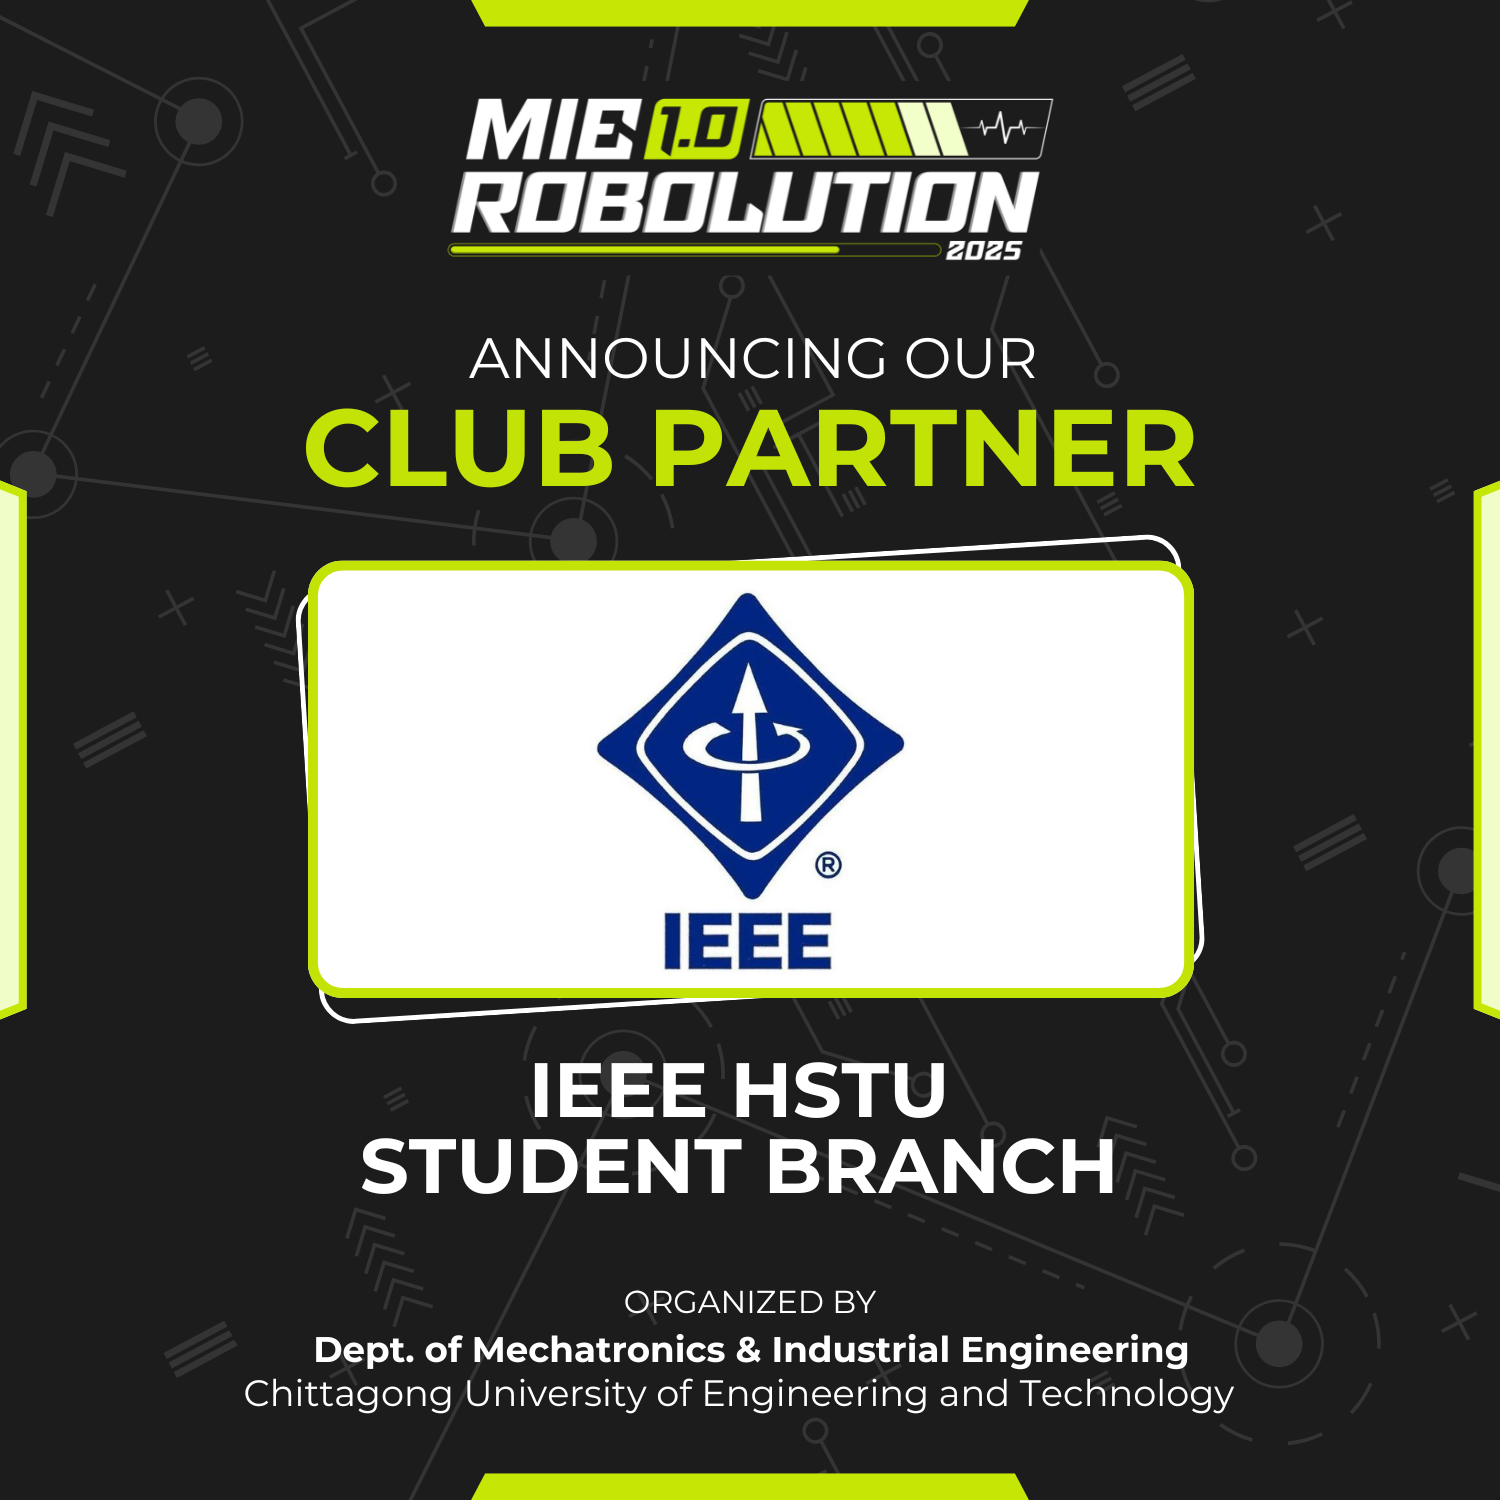 MIE 1.0
ROBOLUTION
2025
ANNOUNCING OUR
CLUB PARTNER
®
IEEE
IEEE HSTU
STUDENT BRANCH
ORGANIZED BY
Dept. of Mechatronics & Industrial Engineering
Chittagong University of Engineering and Technology